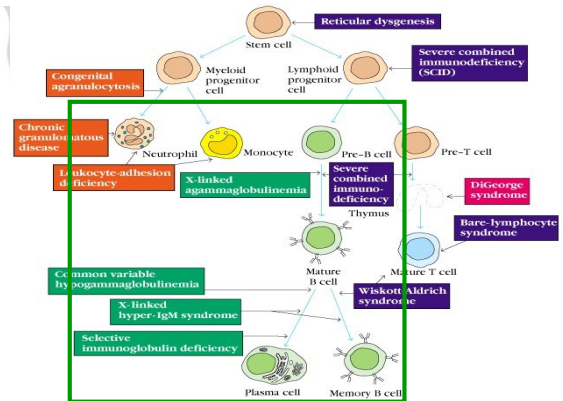 Reticular dysgenesis
Stem cell
Severe combined
immunodeficiency
(SCID)
Myeloid
progenitor
cell
Lymphoid
progenitor
cell
Congenital
agranulocytosis
Chronic
granulomatous
disease
Neutrophil
Monocyte
Pre-B cell
Pre-T cell
Leukocyte-adhesion
deficiency
X-linked
agammaglobulinemia
Severe
combined
immuno-
deficiency
Thymus
DiGeorge
syndrome
Bare-lymphocyte
syndrome
Mature
B cell
Mature T cell
Common variable
hypogammaglobulinemia
Wiskott-Aldrich
syndrome
X-linked
hyper-IgM syndrome
Selective
immunoglobulin deficiency
Plasma cell
Memory B cell